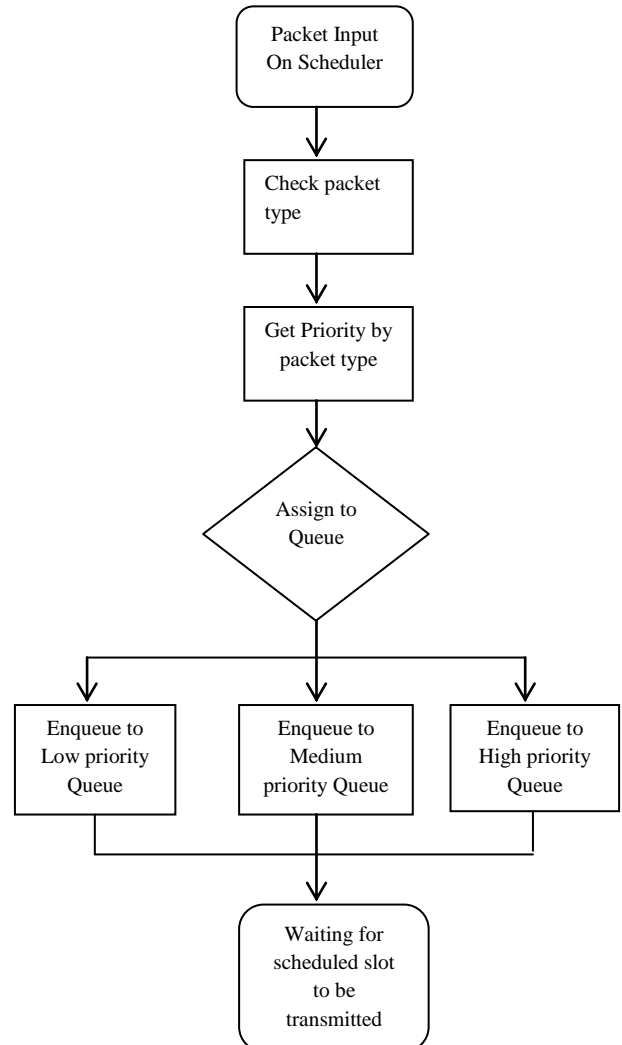 Packet Input
On Scheduler
Check packet
type
Get Priority by
packet type
Assign to
Queue
Enqueue to
Low priority
Queue
Enqueue to
Medium
priority Queue
Enqueue to
High priority
Queue
Waiting for
scheduled slot
to be
transmitted